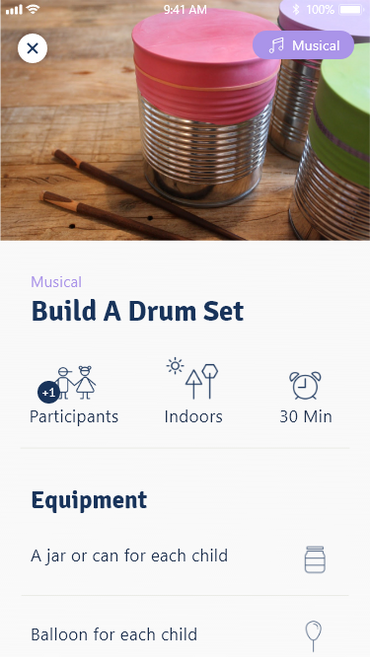 9:41 AM
100%
Musical
Musical
Build A Drum Set
+1
Participants
Indoors
30 Min
Equipment
A jar or can for each child
Balloon for each child